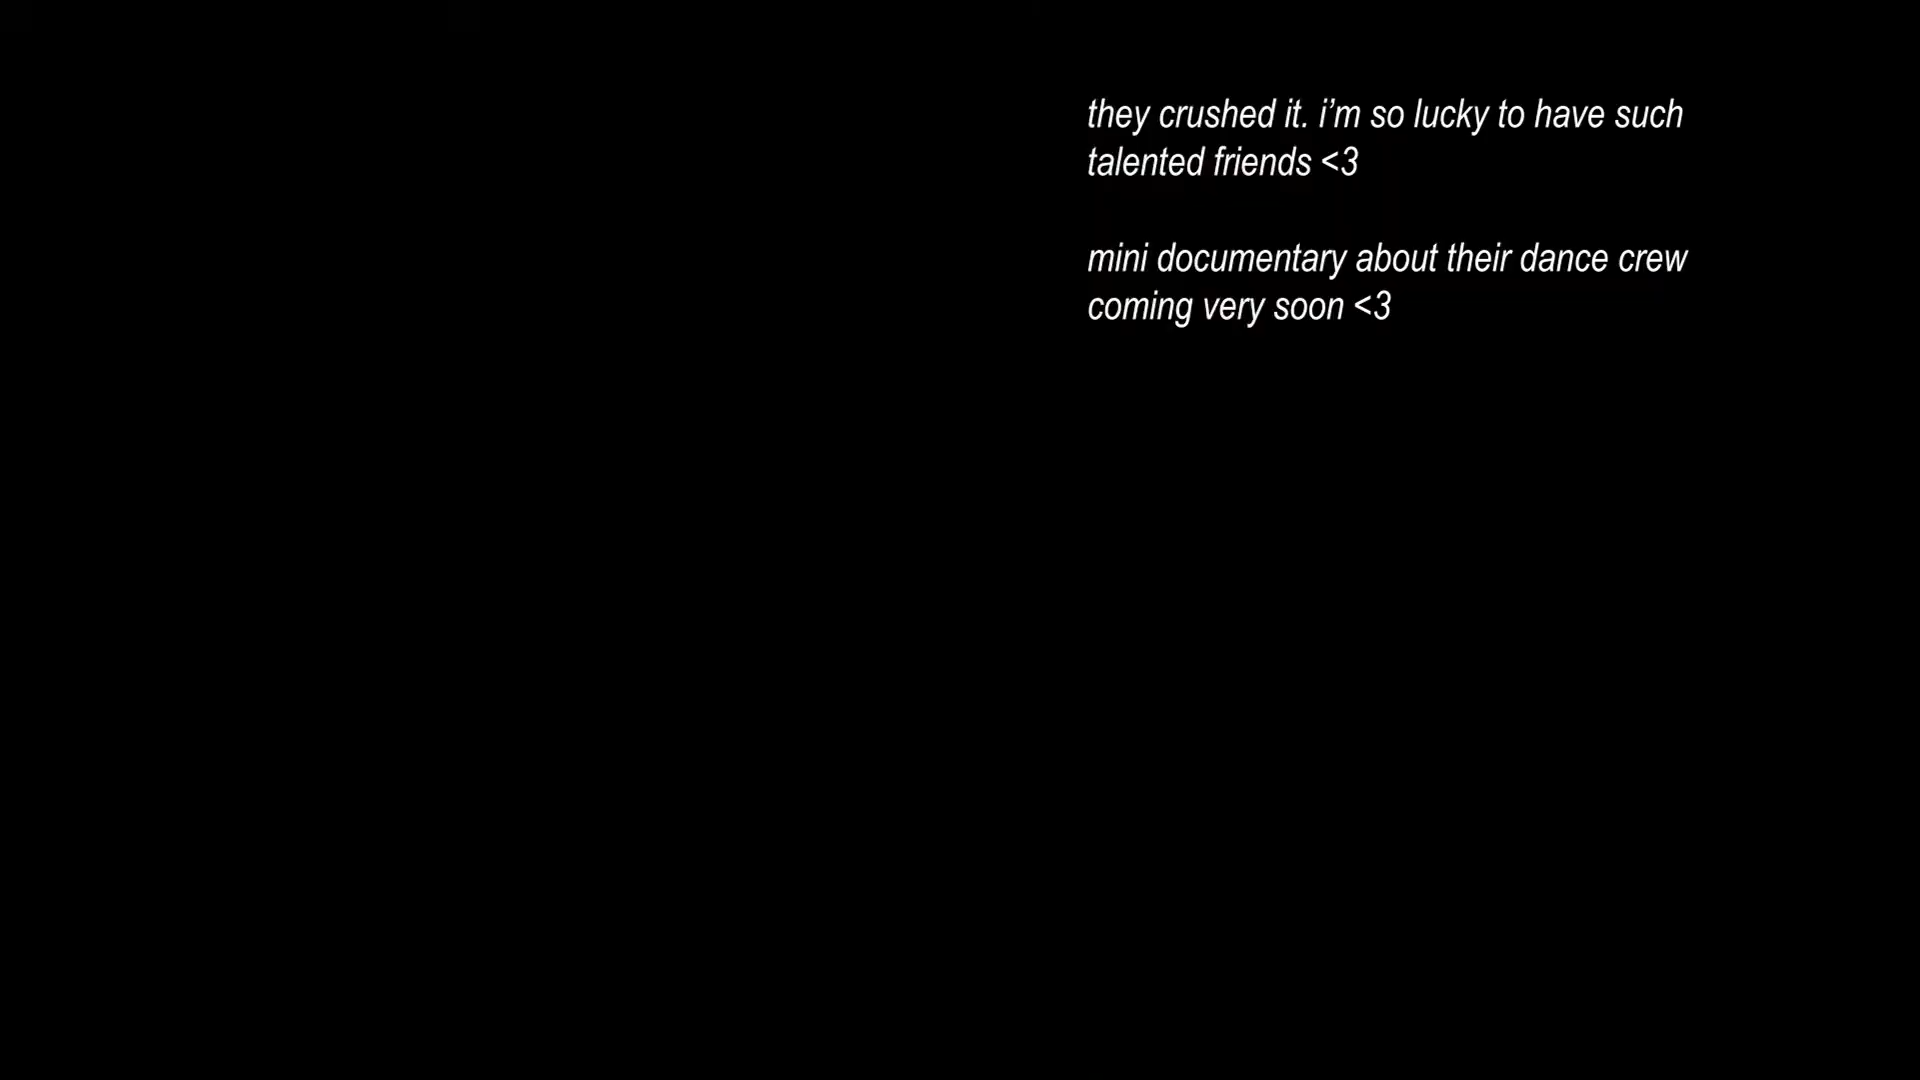 they crushed it. i’m so lucky to have such
talented friends <3
mini documentary about their dance crew
coming very soon <3